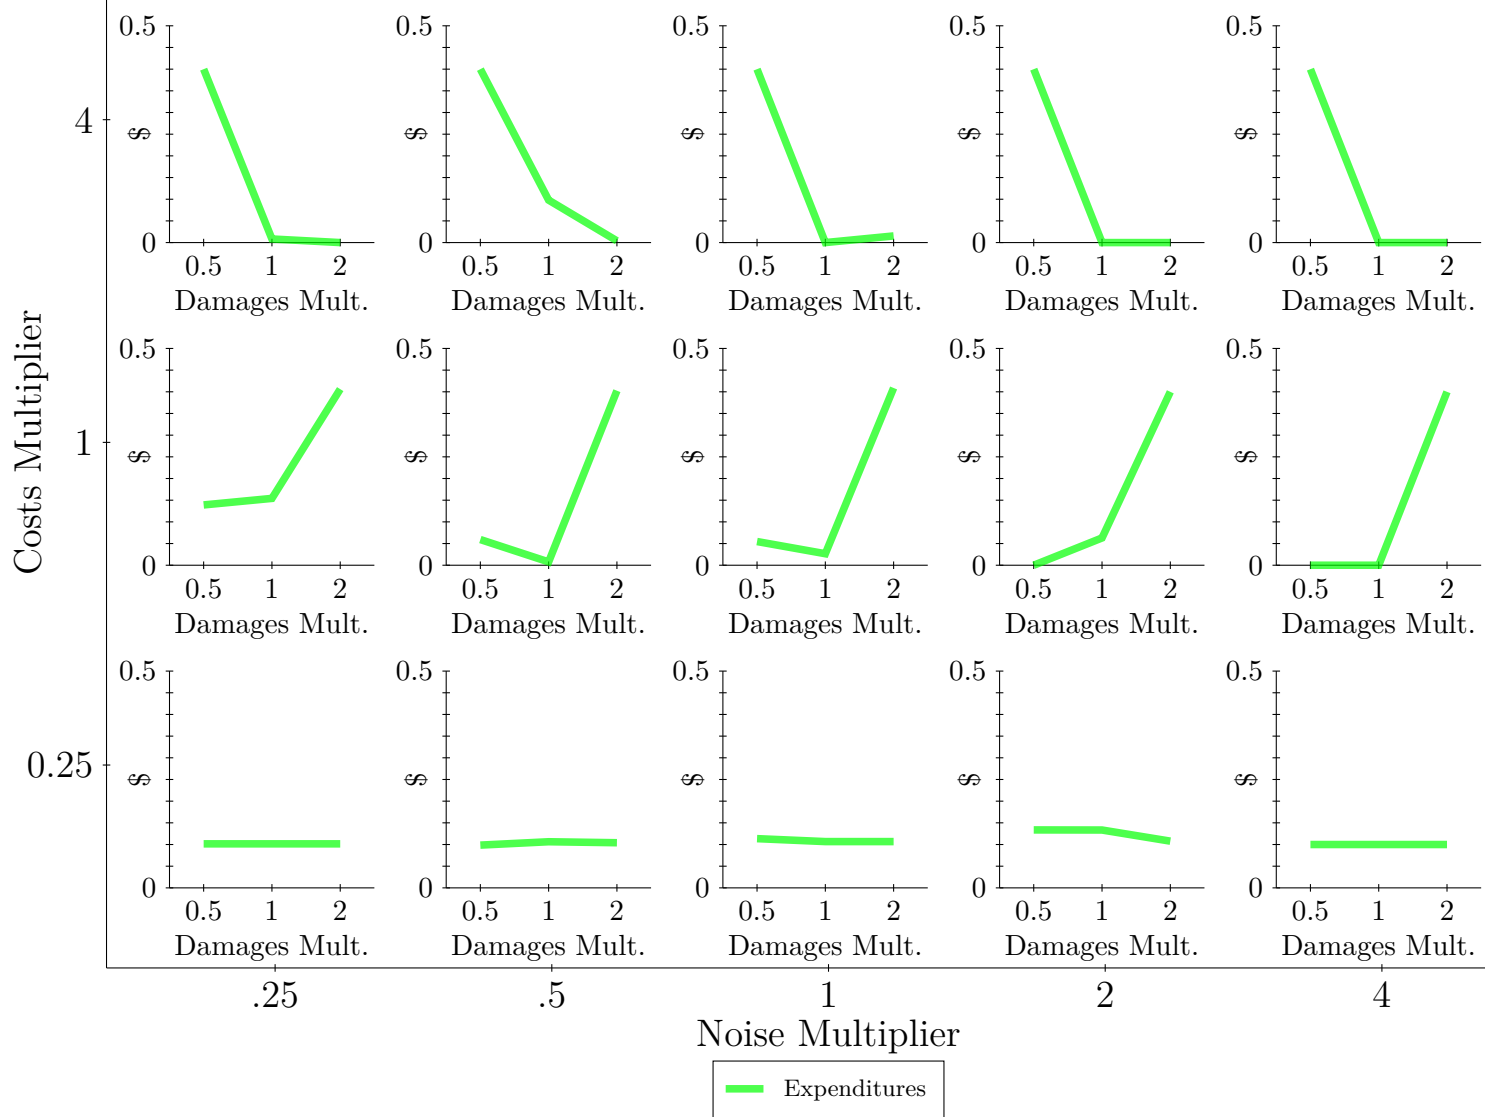 0.5 0.5 0.5 0.5 0.5
4 $ $ $ $ $
0 0 0 0 0
0.5 1 2 0.5 1 2 0.5 1 2 0.5 1 2 0.5 1 2
Damages Mult. Damages Mult. Damages Mult. Damages Mult. Damages Mult.
Costs Multiplier
0.5 0.5 0.5 0.5 0.5
1 $ $ $ $ $
0 0 0 0 0
0.5 1 2 0.5 1 2 0.5 1 2 0.5 1 2 0.5 1 2
Damages Mult. Damages Mult. Damages Mult. Damages Mult. Damages Mult.
0.5 0.5 0.5 0.5 0.5
0.25 $ $ $ $ $
0 0 0 0 0
0.5 1 2 0.5 1 2 0.5 1 2 0.5 1 2 0.5 1 2
Damages Mult. Damages Mult. Damages Mult. Damages Mult. Damages Mult.
.25 .5 1 2 4
Noise Multiplier
Expenditures